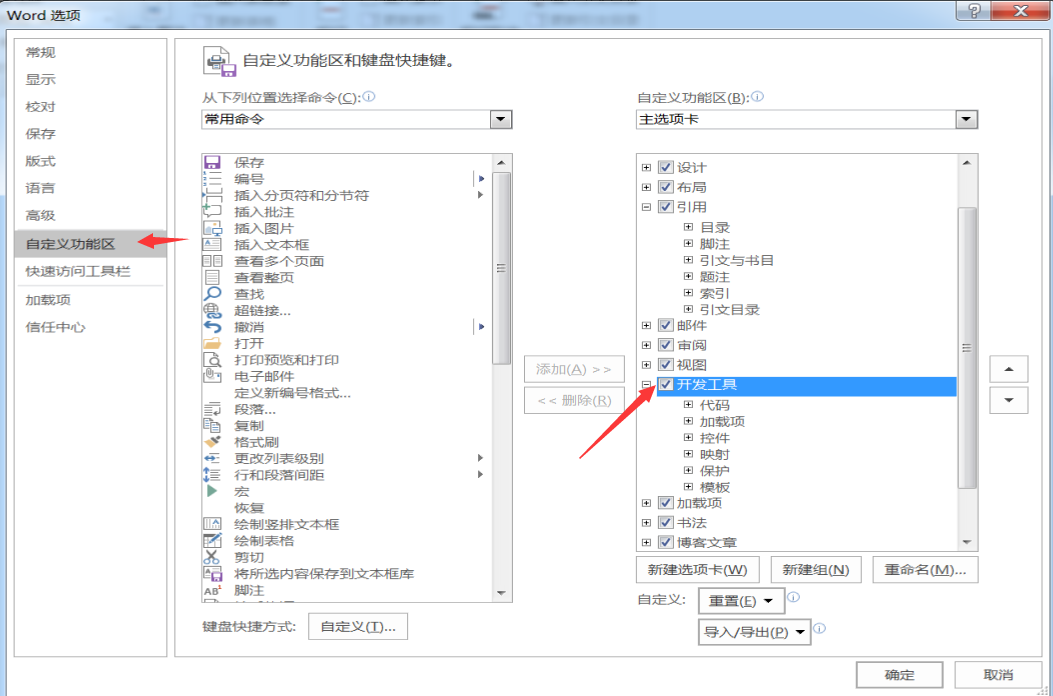 Word 选项
常规
显示
校对
保存
版式
语言
高级
自定义功能区
快速访问工具栏
加载项
信任中心
自定义功能区和键盘快捷键。
从下列位置选择命令(C):
常用命令
保存
编号
插入分页符和分节符
插入批注
插入图片
插入文本框
查看多个页面
查看整页
查找
超链接...
撤消
打开
打印预览和打印
电子邮件
定义新编号格式...
段落...
复制
格式刷
更改列表级别
行和段落间距
宏
恢复
绘制竖排文本框
绘制表格
剪切
将所选内容保存到文本框库
脚注
键盘快捷方式:
自定义(T)...
添加(A) >>
<< 删除(R)
自定义功能区(B):
主选项卡
设计
布局
引用
目录
脚注
引文与书目
题注
索引
引文目录
邮件
审阅
视图
开发工具
代码
加载项
控件
映射
保护
模板
加载项
书法
博客文章
新建选项卡(W)
新建组(N)
重命名(M)...
自定义:
重置(E)
导入/导出(P)
确定
取消